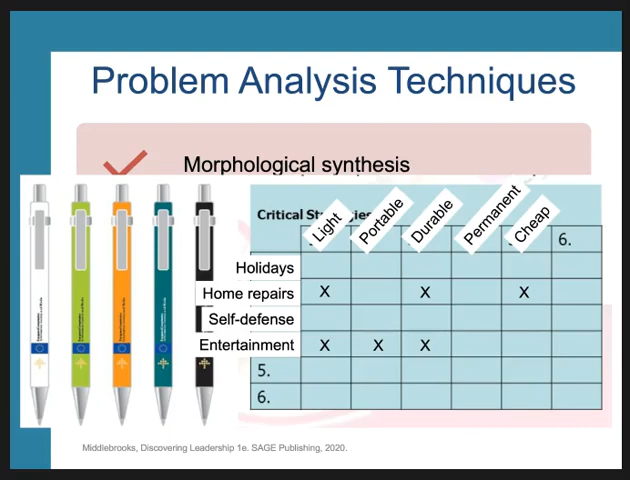 Problem Analysis Techniques
Morphological synthesis
Light
Portable
Durable
Permanent
Cheap
6.
Holidays
Home repairs X X X
Self-defense
Entertainment X X X
5.
6.
Middlebrooks, Discovering Leadership 1e. SAGE Publishing, 2020.